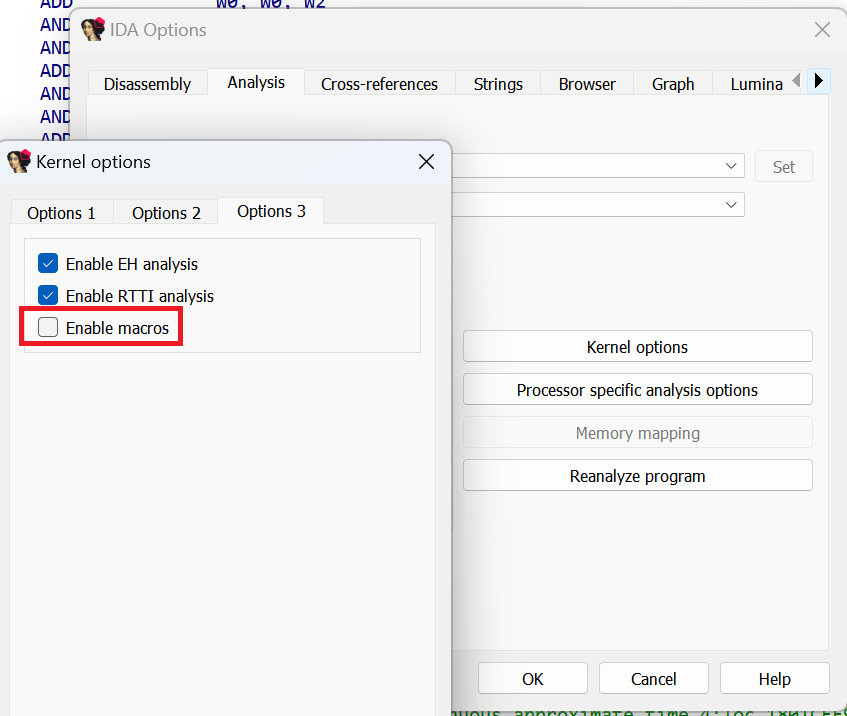 ADD W0, W0, W2
AND
AND
ADD
AND
AND
ADD
IDA Options
Disassembly Analysis Cross-references Strings Browser Graph Lumina
Set
Kernel options
Options 1 Options 2 Options 3
Enable EH analysis
Enable RTTI analysis
Enable macros
Kernel options
Processor specific analysis options
Memory mapping
Reanalyze program
OK Cancel Help